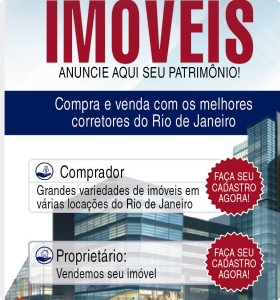 IMÓVEIS
ANUNCIE AQUI SEU PATRIMÔNIO!
Compra e venda com os melhores
corretores do Rio de Janeiro
Comprador
Grandes variedades de imóveis em
várias locações do Rio de Janeiro
FAÇA SEU
CADASTRO
AGORA!
Proprietário:
Vendemos seu imóvel
FAÇA SEU
CADASTRO
AGORA!